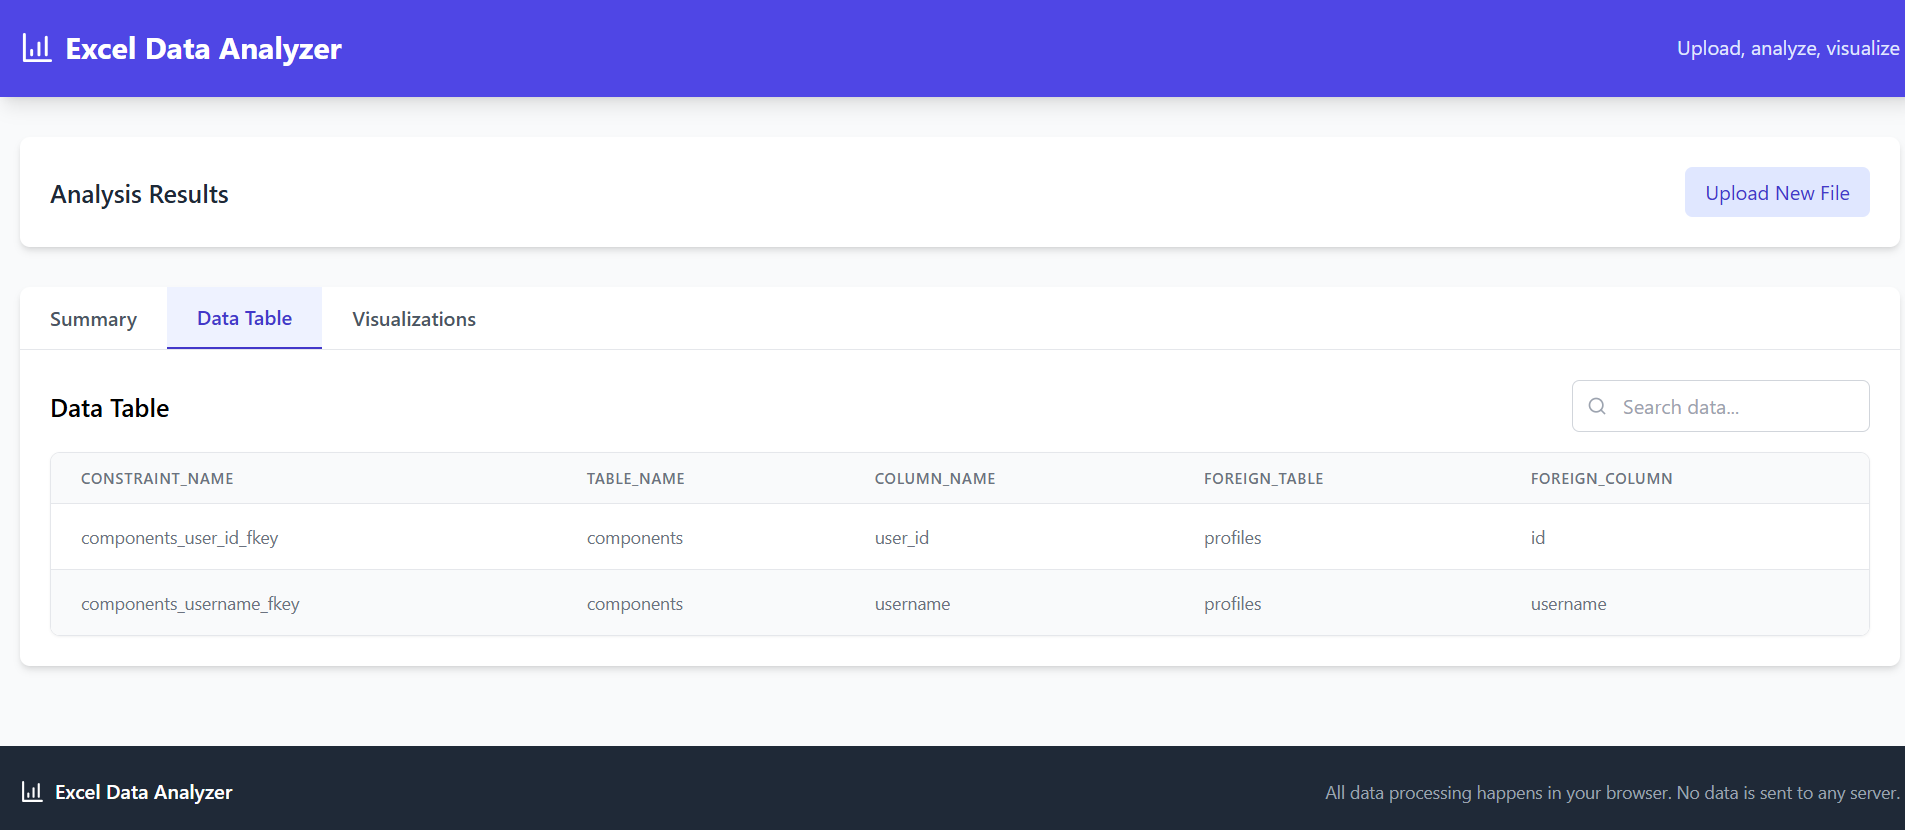 Excel Data Analyzer
Upload, analyze, visualize
Analysis Results
Upload New File
Summary Data Table Visualizations
Data Table
Search data...
CONSTRAINT_NAME TABLE_NAME COLUMN_NAME FOREIGN_TABLE FOREIGN_COLUMN
components_user_id_fkey components user_id profiles id
components_username_fkey components username profiles username
Excel Data Analyzer
All data processing happens in your browser. No data is sent to any server.